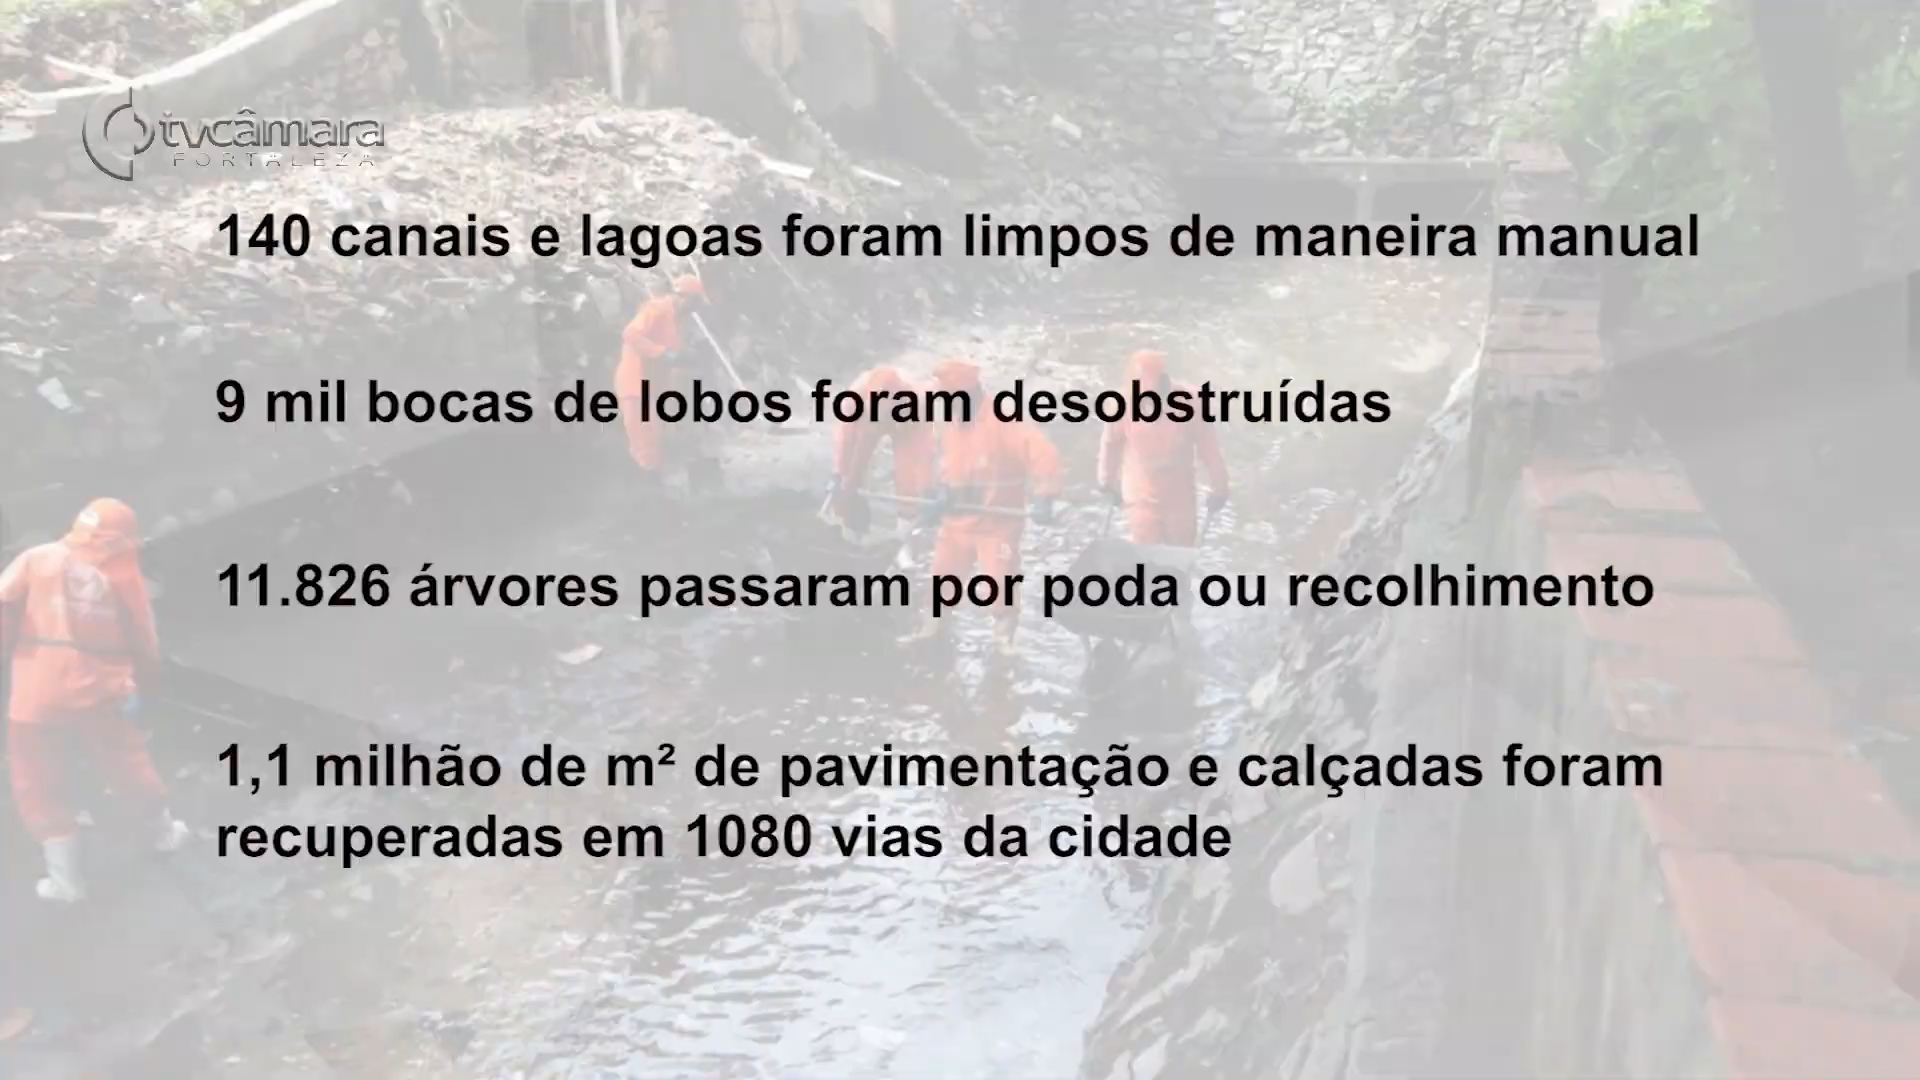 tvcâmara
FORTALEZA
140 canais e lagoas foram limpos de maneira manual
9 mil bocas de lobos foram desobstruídas
11.826 árvores passaram por poda ou recolhimento
1,1 milhão de m² de pavimentação e calçadas foram
recuperadas em 1080 vias da cidade